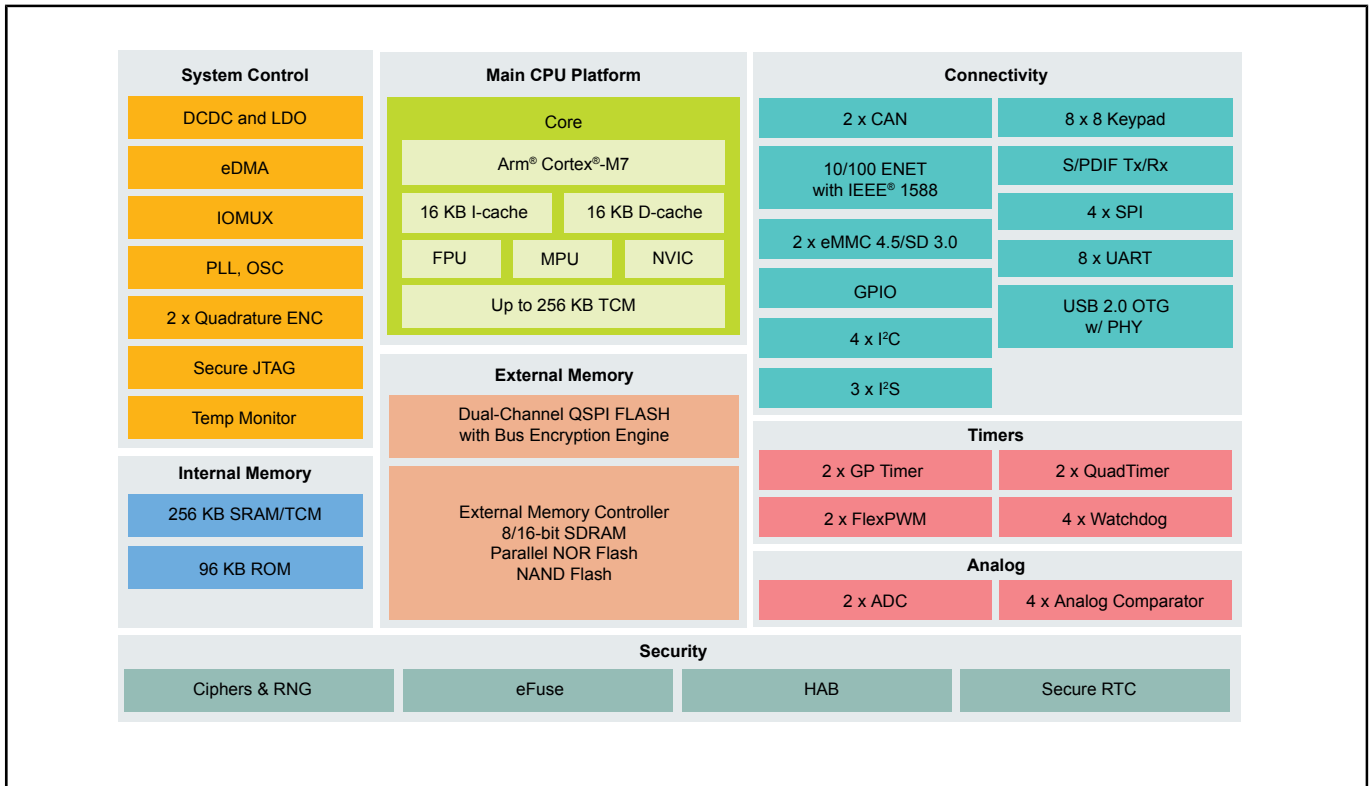 System Control
DCDC and LDO
eDMA
IOMUX
PLL, OSC
2 x Quadrature ENC
Secure JTAG
Temp Monitor
Internal Memory
256 KB SRAM/TCM
96 KB ROM
Main CPU Platform
Core
Arm® Cortex®-M7
16 KB I-cache
16 KB D-cache
FPU
MPU
NVIC
Up to 256 KB TCM
External Memory
Dual-Channel QSPI FLASH
with Bus Encryption Engine
External Memory Controller
8/16-bit SDRAM
Parallel NOR Flash
NAND Flash
Connectivity
2 x CAN
10/100 ENET
with IEEE® 1588
2 x eMMC 4.5/SD 3.0
GPIO
4 x I²C
3 x I²S
8 x 8 Keypad
S/PDIF Tx/Rx
4 x SPI
8 x UART
USB 2.0 OTG
w/ PHY
Timers
2 x GP Timer
2 x QuadTimer
2 x FlexPWM
4 x Watchdog
Analog
2 x ADC
4 x Analog Comparator
Security
Ciphers & RNG
eFuse
HAB
Secure RTC